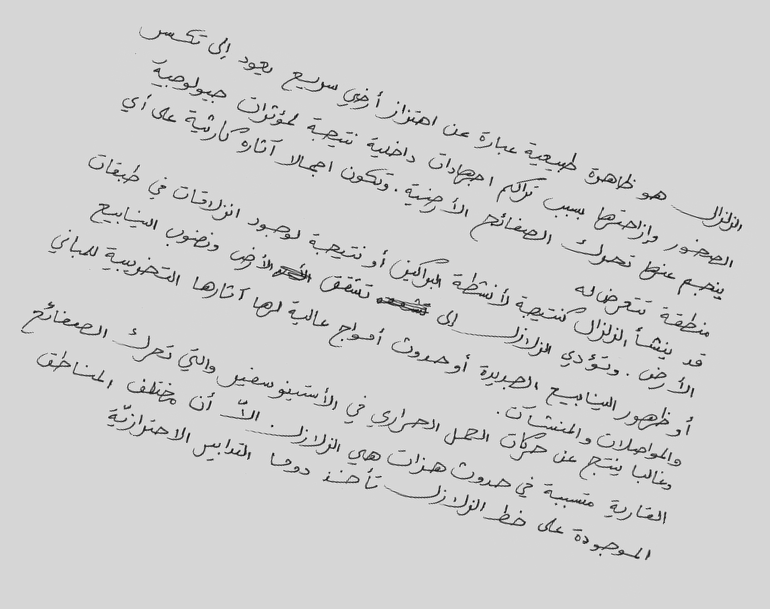 الزلزال هو ظاهرة طبيعية عبارة عن اهتزاز أرضي سريع يعود إلى تكسر
الصخور وإزاحتها بسبب تراكم اجهادات داخلية نتيجة لمؤثرات جيولوجية
ينجم عنها تحرك الصفائح الأرضية. وتكون اجمالا آثاره كارثية على أي
منطقة تتعرض له
قد ينشأ الزلزال كنتيجة لأنشطة البراكين أو نتيجة لوجود انزلاقات في طبقات
الأرض. وتؤدي الزلازل إلى تشقق الأرض ونضوب الينابيع
أو ظهور الينابيع الجديدة أو حدوث أمواج عالية لها آثارها التخريبية للمباني
والمواصلات والمنشآت.
وغالبا ينتج عن حركات الحمل الحراري في الأستينوسفير والتي تحرك الصفائح
القارية متسببة في حدوث هزات هي الزلازل. الاّ أن مختلف المناطق
الموجودة على خط الزلازل تأخذ دوما التدابير الاحترازيّة